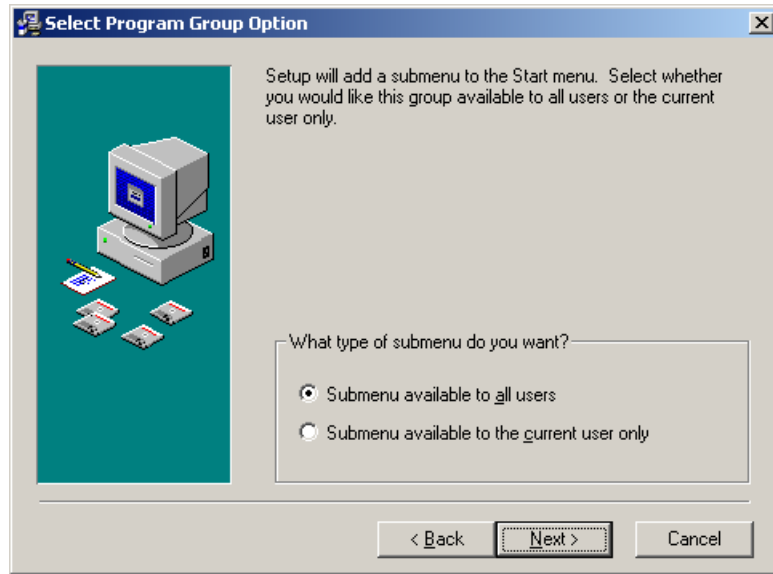 Select Program Group Option
Setup will add a submenu to the Start menu. Select whether
you would like this group available to all users or the current
user only.
What type of submenu do you want?
Submenu available to all users
Submenu available to the current user only
< Back
Next >
Cancel